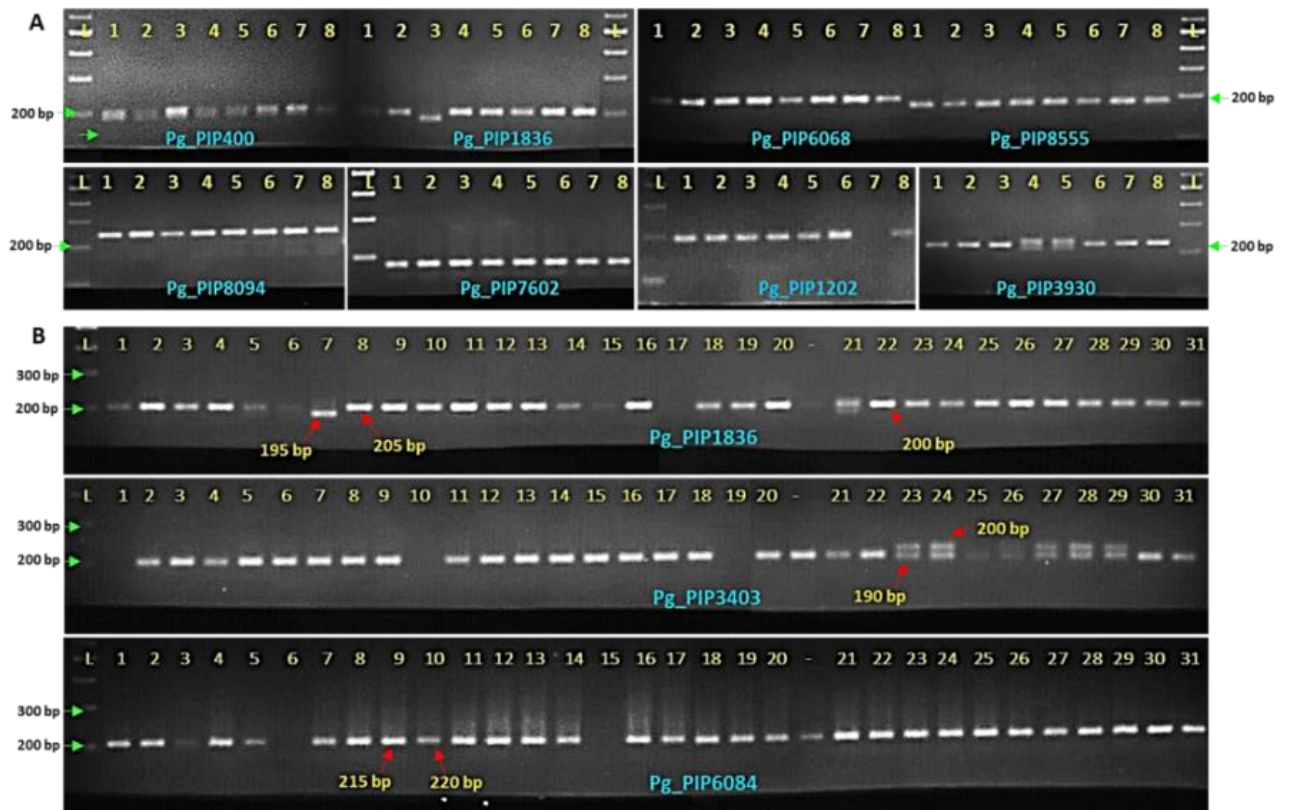 A
L 1 2 3 4 5 6 7 8 1 2 3 4 5 6 7 8 L
1 2 3 4 5 6 7 8 1 2 3 4 5 6 7 8 L
200 bp
200 bp
Pg_PIP400
Pg_PIP1836
Pg_PIP6068
Pg_PIP8555
L 1 2 3 4 5 6 7 8
L 1 2 3 4 5 6 7 8
L 1 2 3 4 5 6 7 8
1 2 3 4 5 6 7 8 L
200 bp
200 bp
Pg_PIP8094
Pg_PIP7602
Pg_PIP1202
Pg_PIP3930
B
L 1 2 3 4 5 6 7 8 9 10 11 12 13 14 15 16 17 18 19 20 - 21 22 23 24 25 26 27 28 29 30 31
300 bp
200 bp
195 bp
205 bp
Pg_PIP1836
200 bp
L 1 2 3 4 5 6 7 8 9 10 11 12 13 14 15 16 17 18 19 20 - 21 22 23 24 25 26 27 28 29 30 31
300 bp
200 bp
200 bp
Pg_PIP3403
190 bp
L 1 2 3 4 5 6 7 8 9 10 11 12 13 14 15 16 17 18 19 20 - 21 22 23 24 25 26 27 28 29 30 31
300 bp
200 bp
215 bp
220 bp
Pg_PIP6084